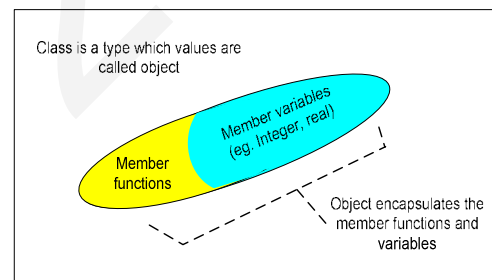 Class is a type which values are
called object
Member variables
(eg. Integer, real)
Member
functions
Object encapsulates the
member functions and
variables